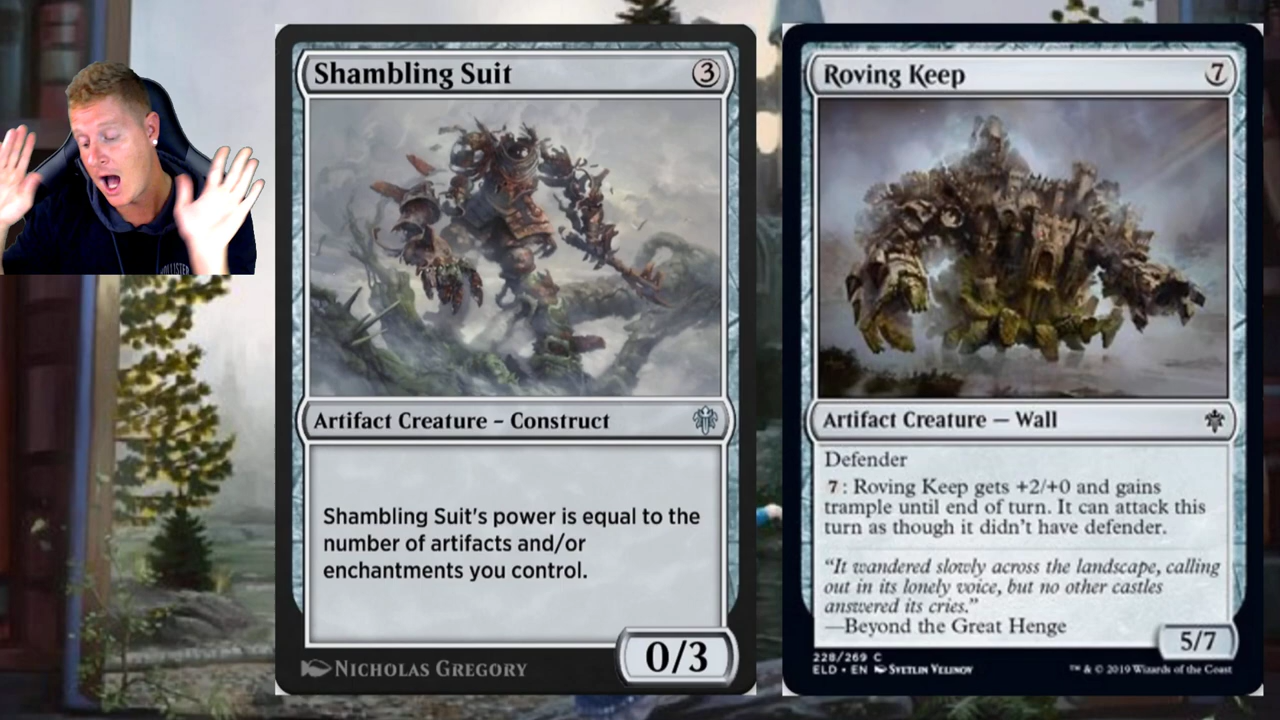 HOLLISTER
Shambling Suit 3
Artifact Creature – Construct
Shambling Suit's power is equal to the
number of artifacts and/or
enchantments you control.
0/3
NICHOLAS GREGORY
Roving Keep 7
Artifact Creature — Wall
Defender
7: Roving Keep gets +2/+0 and gains
trample until end of turn. It can attack this
turn as though it didn't have defender.
“It wandered slowly across the landscape, calling
out in its lonely voice, but no other castles
answered its cries.”
—Beyond the Great Henge
5/7
228/269 C
ELD • EN SVETLIN VELINOV
™ & © 2019 Wizards of the Coast